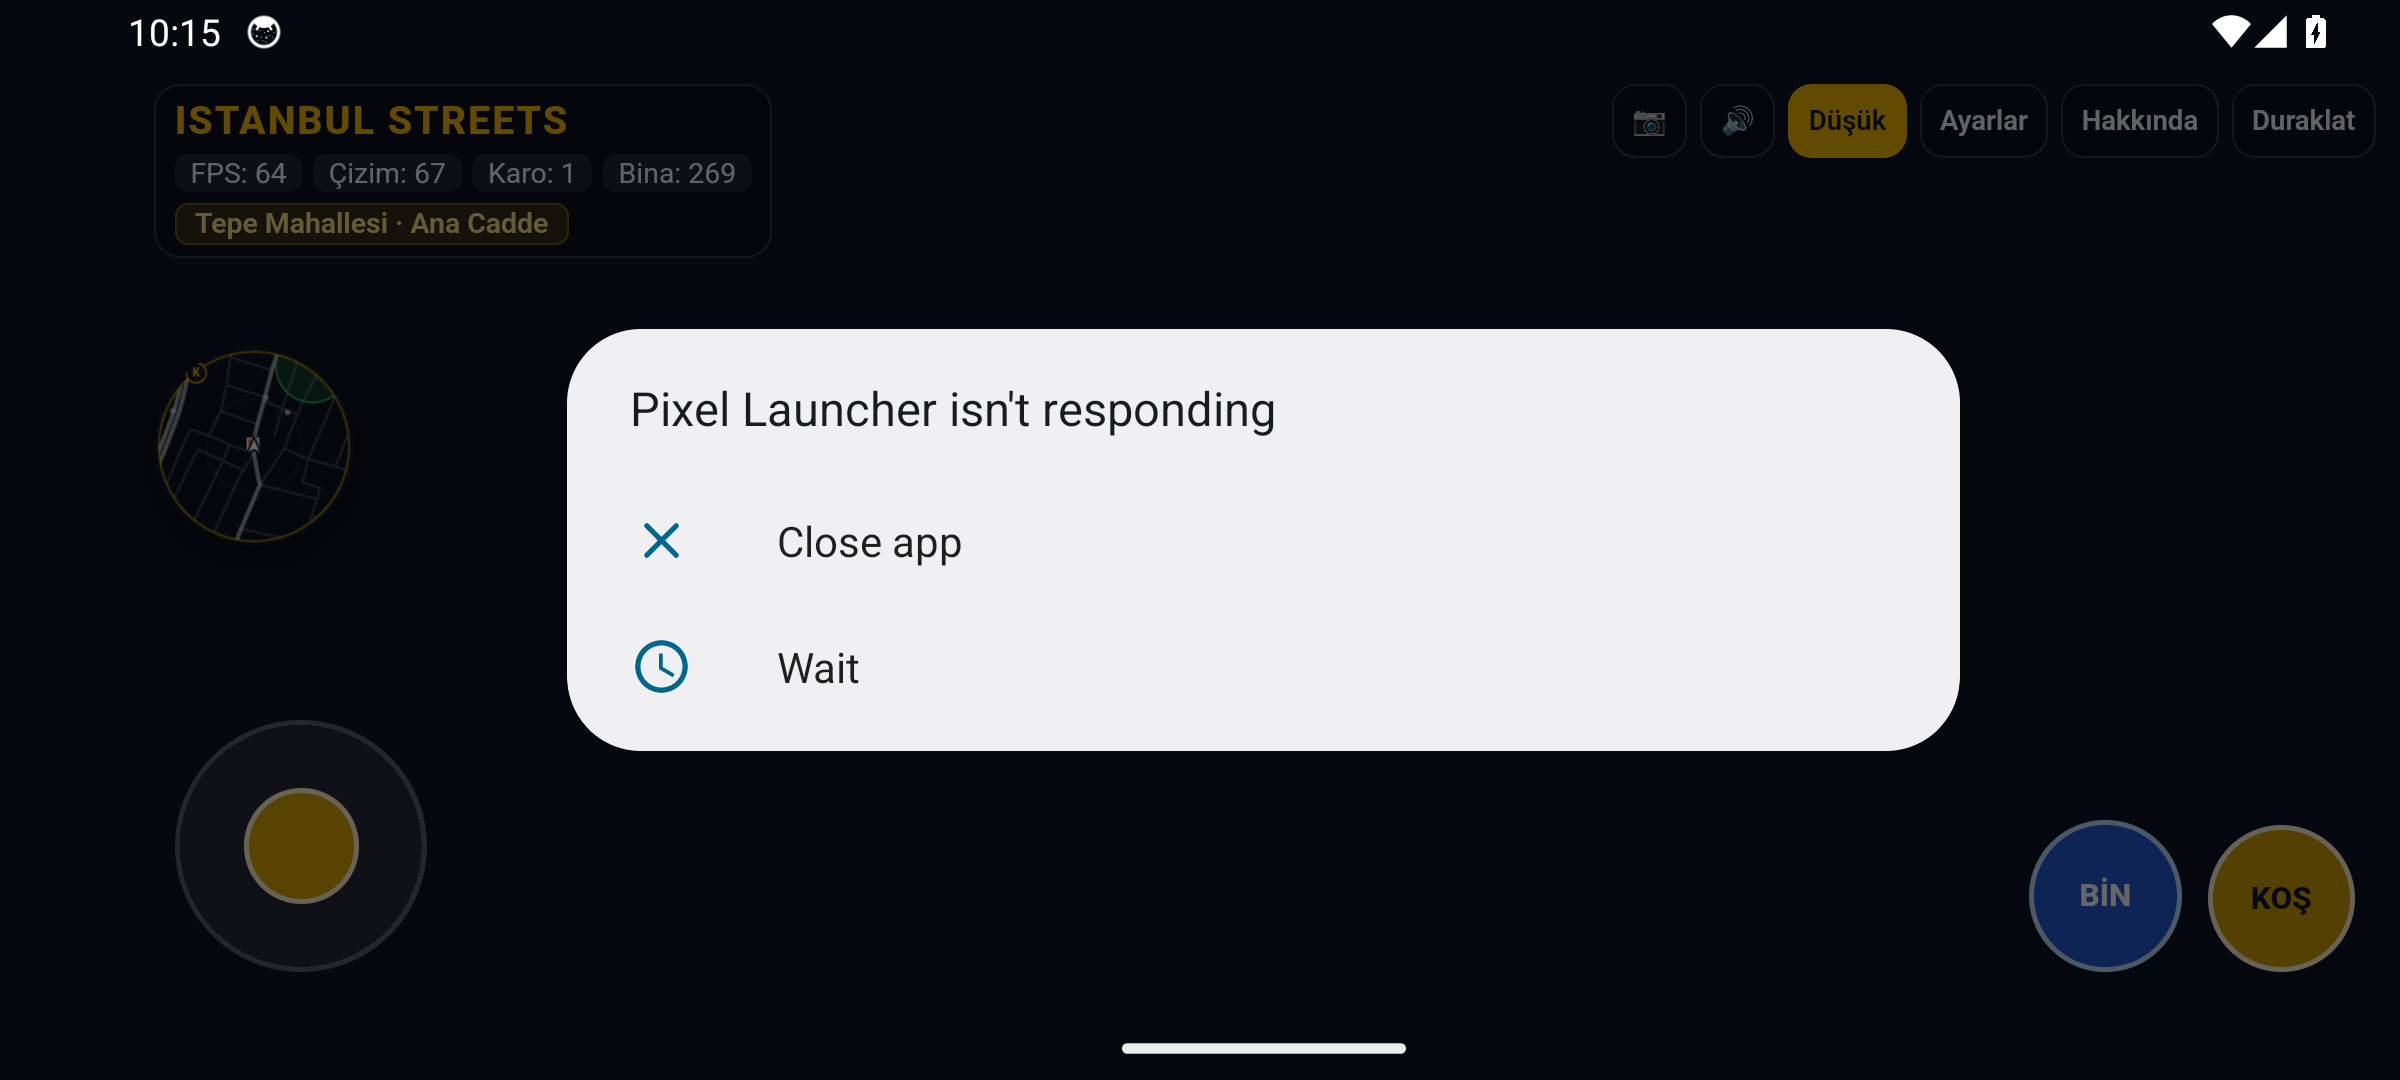 10:15
ISTANBUL STREETS
FPS: 64 Çizim: 67 Karo: 1 Bina: 269
Tepe Mahallesi · Ana Cadde
Düşük Ayarlar Hakkında Duraklat
K
Pixel Launcher isn't responding
Close app
Wait
BİN
KOŞ